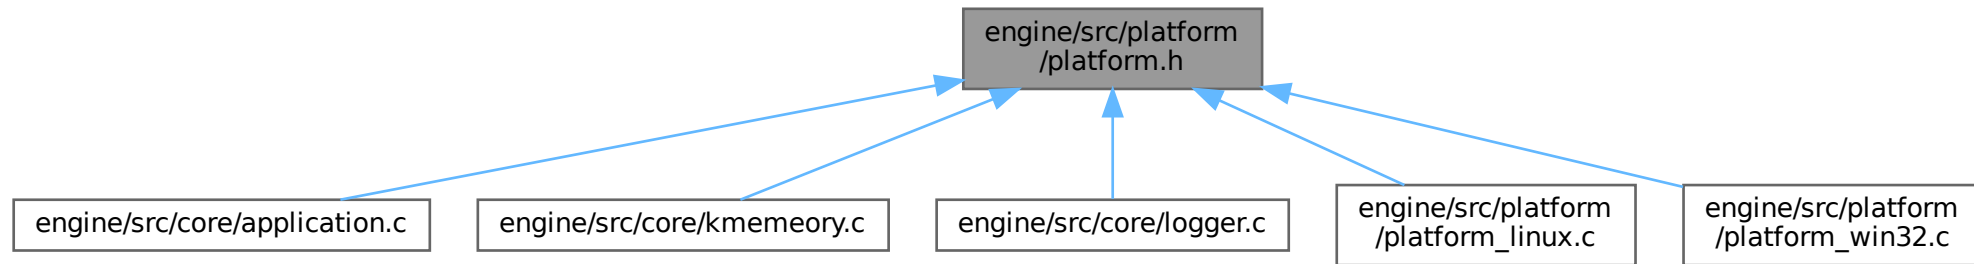 engine/src/platform
/platform.h
engine/src/core/application.c
engine/src/core/kmemeory.c
engine/src/core/logger.c
engine/src/platform
/platform_linux.c
engine/src/platform
/platform_win32.c